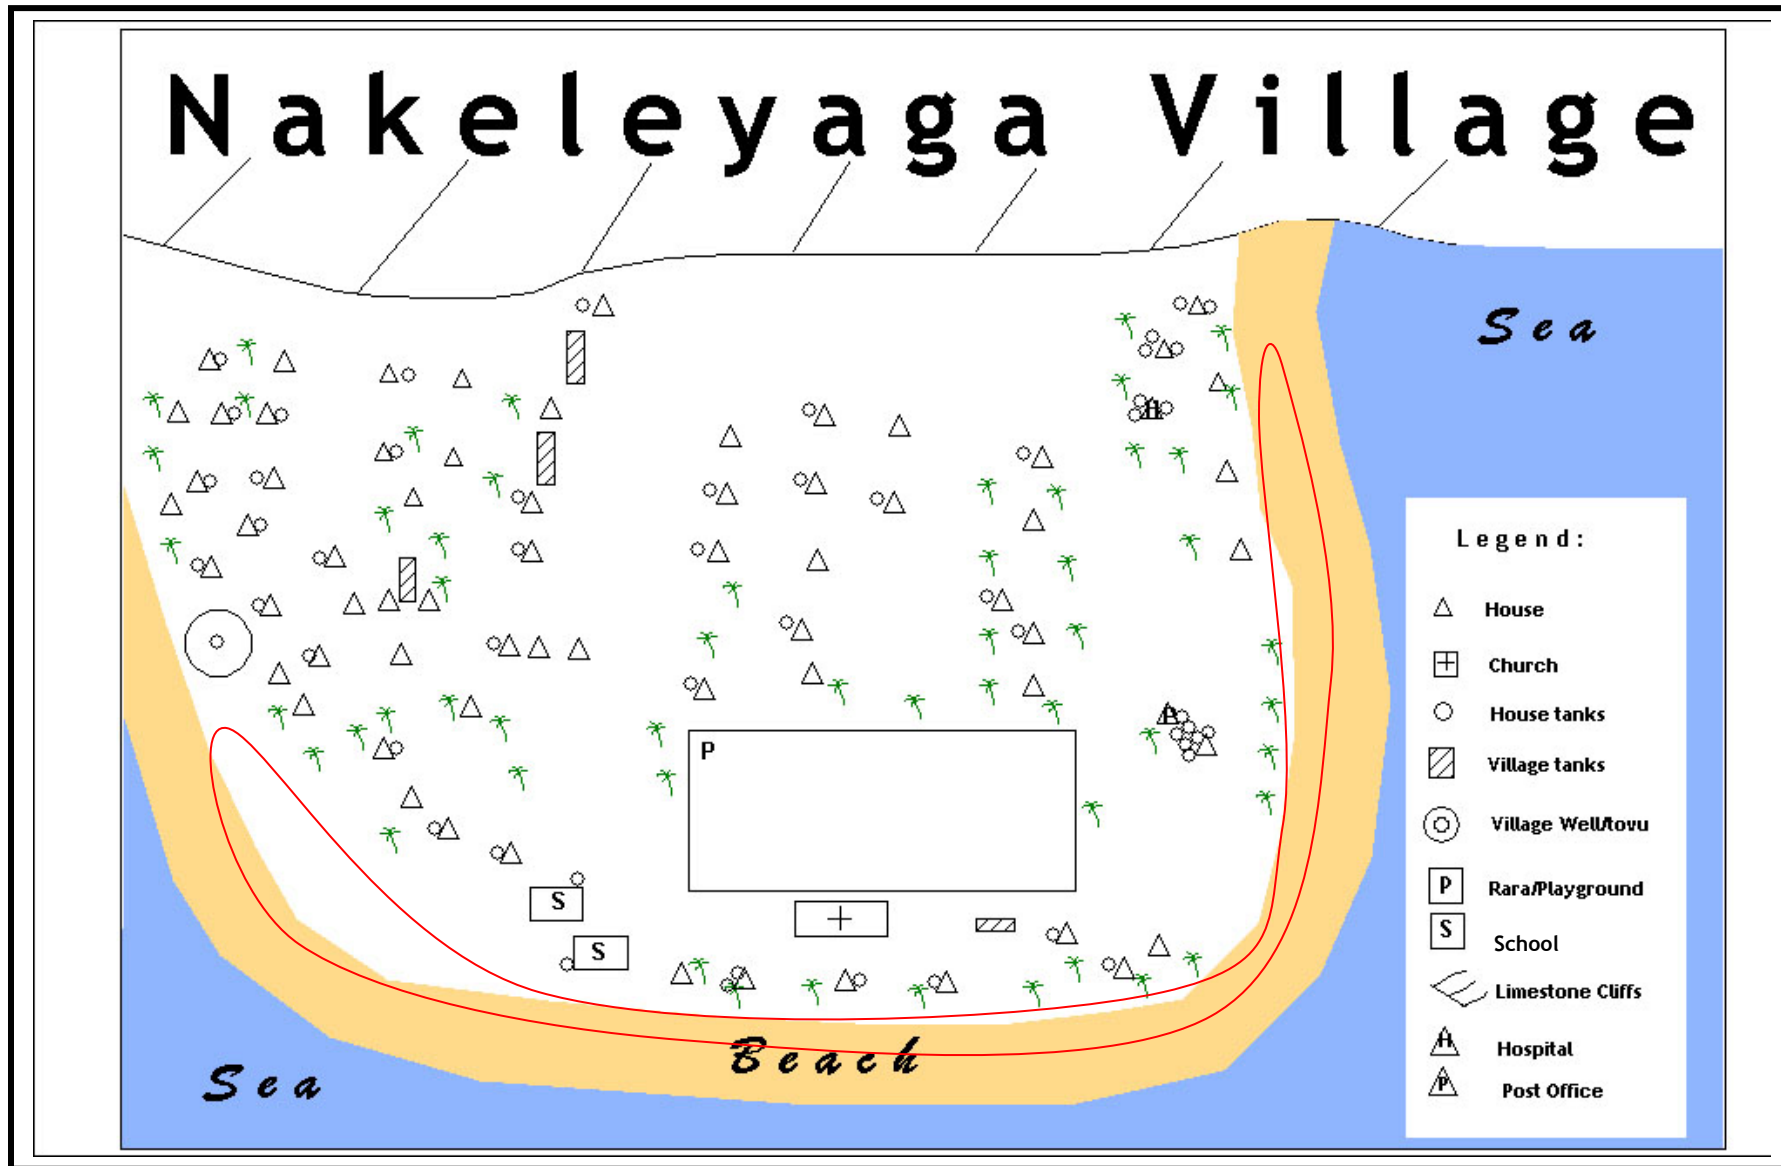 Nakeleyaga Village
Sea
H
P
P
S
S
Beach
Sea
Legend:
House
Church
House tanks
Village tanks
Village Well/tovu
P Rara/Playground
S School
Limestone Cliffs
H Hospital
P Post Office